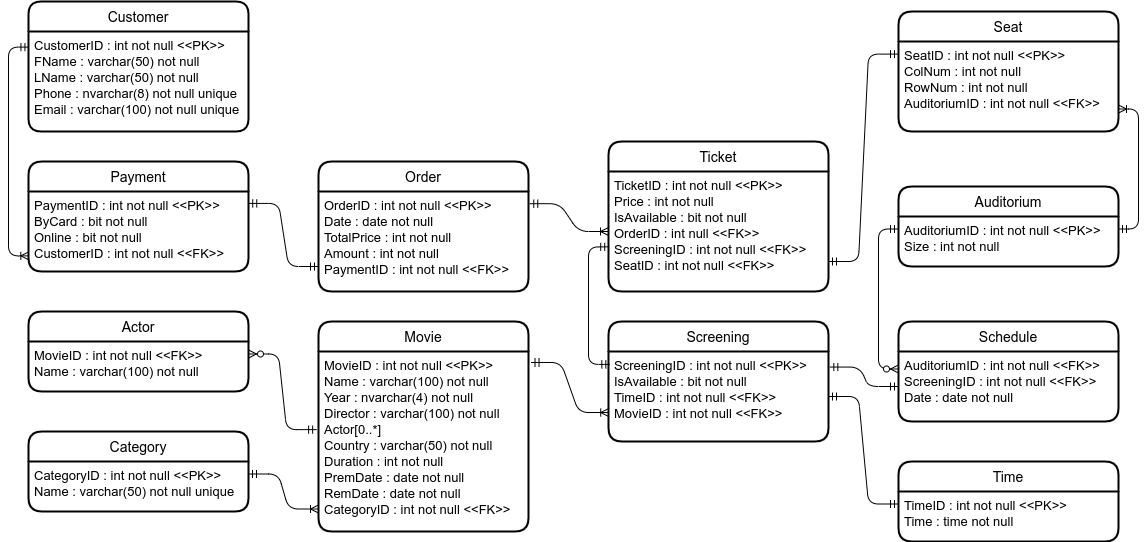 Customer
CustomerID : int not null <<PK>>
FName : varchar(50) not null
LName : varchar(50) not null
Phone : nvarchar(8) not null unique
Email : varchar(100) not null unique
Payment
PaymentID : int not null <<PK>>
ByCard : bit not null
Online : bit not null
CustomerID : int not null <<FK>>
Actor
MovieID : int not null <<FK>>
Name : varchar(100) not null
Category
CategoryID : int not null <<PK>>
Name : varchar(50) not null unique
Order
OrderID : int not null <<PK>>
Date : date not null
TotalPrice : int not null
Amount : int not null
PaymentID : int not null <<FK>>
Movie
MovieID : int not null <<PK>>
Name : varchar(100) not null
Year : nvarchar(4) not null
Director : varchar(100) not null
Actor[0..*]
Country : varchar(50) not null
Duration : int not null
PremDate : date not null
RemDate : date not null
CategoryID : int not null <<FK>>
Ticket
TicketID : int not null <<PK>>
Price : int not null
IsAvailable : bit not null
OrderID : int not null <<FK>>
ScreeningID : int not null <<FK>>
SeatID : int not null <<FK>>
Screening
ScreeningID : int not null <<PK>>
IsAvailable : bit not null
TimeID : int not null <<FK>>
MovieID : int not null <<FK>>
Seat
SeatID : int not null <<PK>>
ColNum : int not null
RowNum : int not null
AuditoriumID : int not null <<FK>>
Auditorium
AuditoriumID : int not null <<PK>>
Size : int not null
Schedule
AuditoriumID : int not null <<FK>>
ScreeningID : int not null <<FK>>
Date : date not null
Time
TimeID : int not null <<PK>>
Time : time not null